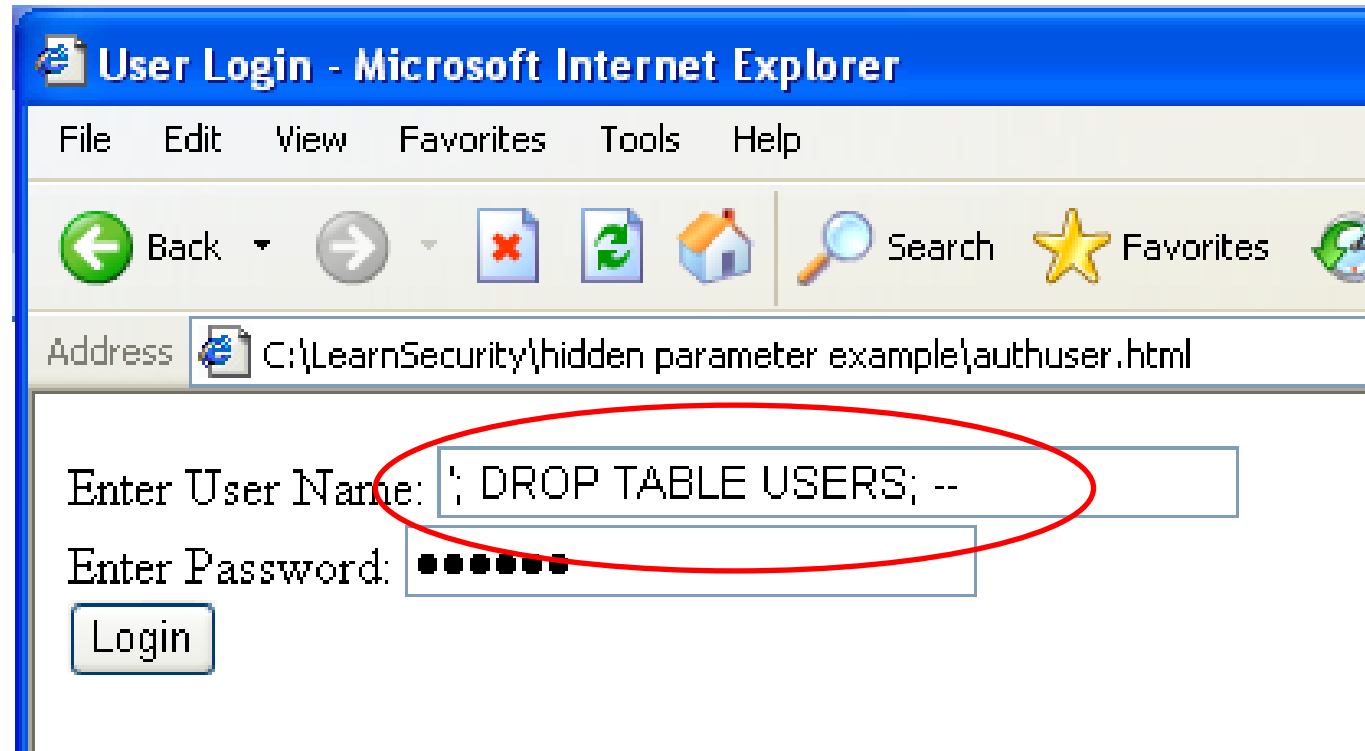 User Login - Microsoft Internet Explorer
File Edit View Favorites Tools Help
Back Search Favorites
Address C:\LearnSecurity\hidden parameter example\authuser.html
Enter User Name: '; DROP TABLE USERS; --
Enter Password: ••••••
Login